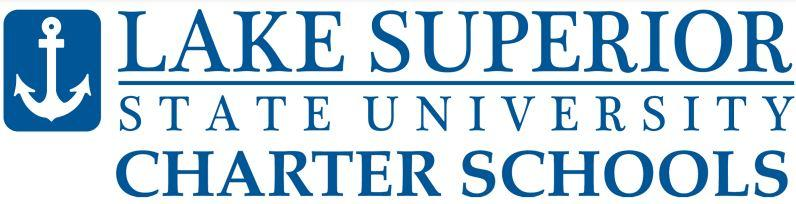 LAKE SUPERIOR
STATE UNIVERSITY
CHARTER SCHOOLS